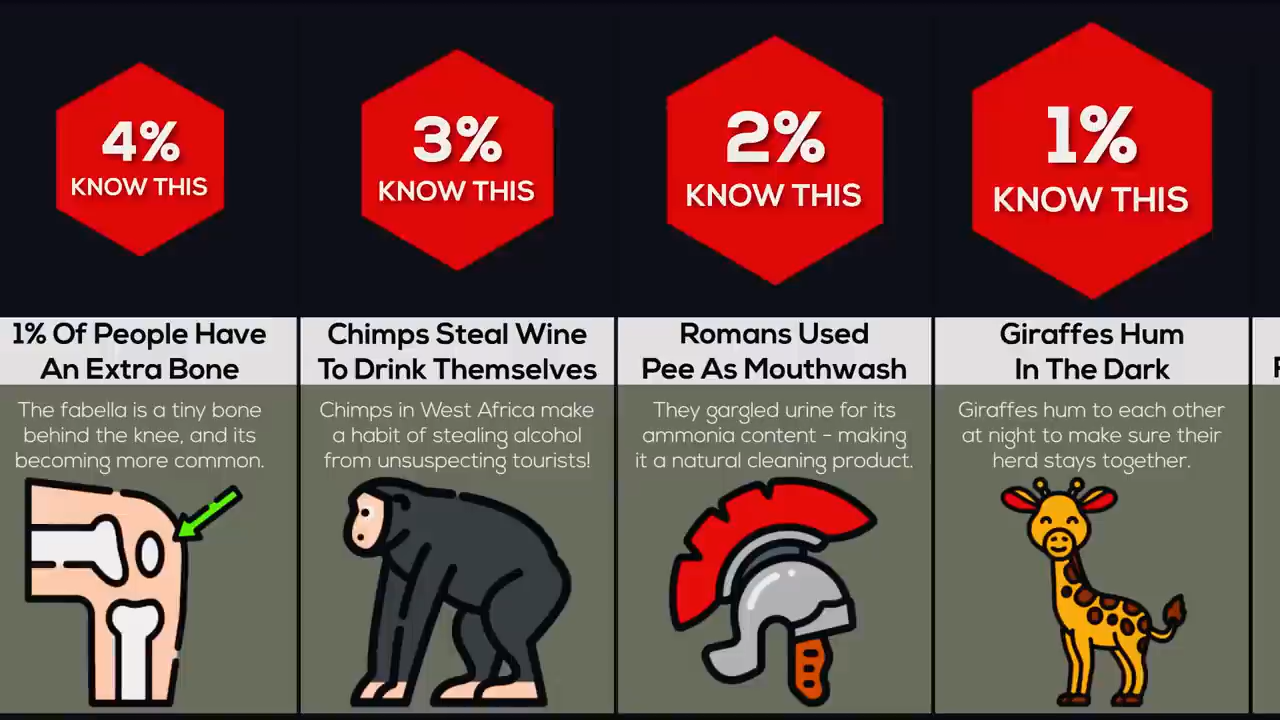 4%
KNOW THIS
1% Of People Have
An Extra Bone
The fabella is a tiny bone
behind the knee, and its
becoming more common.
3%
KNOW THIS
Chimps Steal Wine
To Drink Themselves
Chimps in West Africa make
a habit of stealing alcohol
from unsuspecting tourists!
2%
KNOW THIS
Romans Used
Pee As Mouthwash
They gargled urine for its
ammonia content - making
it a natural cleaning product.
1%
KNOW THIS
Giraffes Hum
In The Dark
Giraffes hum to each other
at night to make sure their
herd stays together.